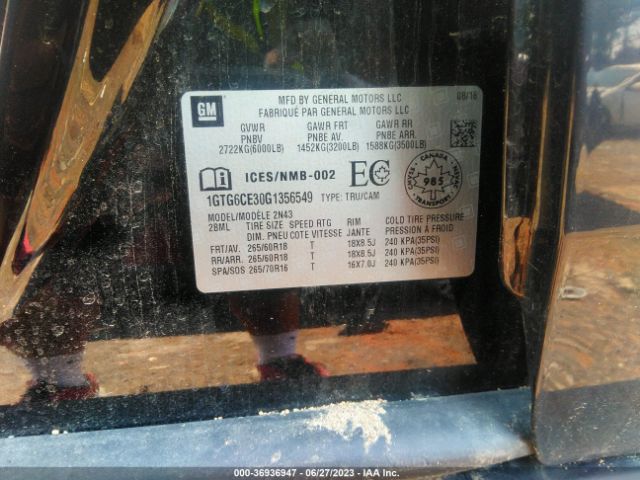 GM
MFD BY GENERAL MOTORS LLC 08/16
FABRIQUÉ PAR GENERAL MOTORS LLC
GVWR GAWR FRT GAWR RR
PNBV PNBE AV. PNBE ARR.
2722KG(6000LB) 1452KG(3200LB) 1588KG(3500LB)
ICES/NMB-002 EC
CANADA
985
TRANSPORT
1GTG6CE30G1356549 TYPE: TRU/CAM
MODEL/MODÈLE 2N43
28ML TIRE SIZE SPEED RTG RIM COLD TIRE PRESSURE
DIM. PNEU COTE VITESSE JANTE PRESSION À FROID
FRT/AV. 265/60R18 T 18X8.5J 240 KPA(35PSI)
RR/ARR. 265/60R18 T 18X8.5J 240 KPA(35PSI)
SPA/SOS 265/70R16 T 16X7.0J 240 KPA(35PSI)
000-36936947 / 06/27/2023 / IAA Inc.